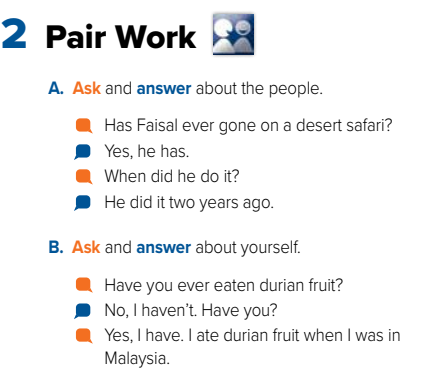 2 Pair Work
A. Ask and answer about the people.
Has Faisal ever gone on a desert safari?
Yes, he has.
When did he do it?
He did it two years ago.
B. Ask and answer about yourself.
Have you ever eaten durian fruit?
No, I haven't. Have you?
Yes, I have. I ate durian fruit when I was in
Malaysia.